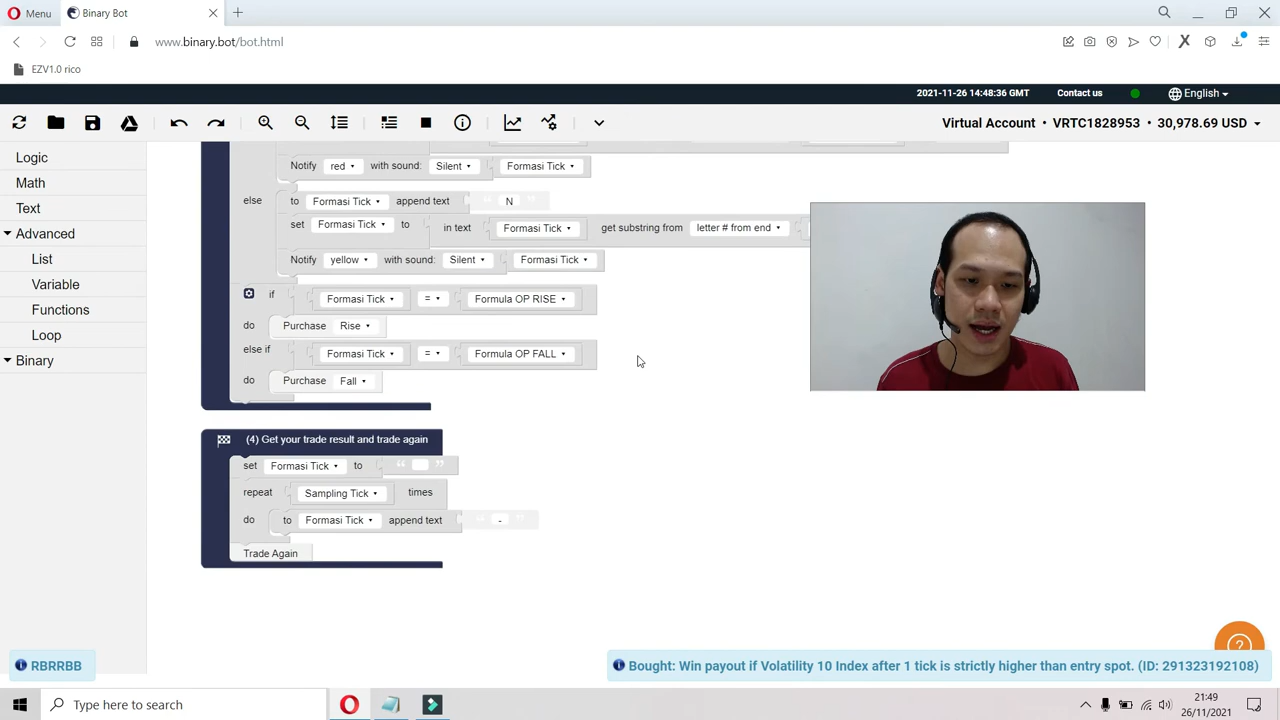 Menu
Binary Bot
www.binary.bot/bot.html
EZV1.0 rico
2021-11-26 14:48:36 GMT
Contact us
English
Virtual Account • VRTC1828953 • 30,978.69 USD
Logic
Math
Text
Advanced
List
Variable
Functions
Loop
Binary
Notify red with sound: Silent Formasi Tick
else to Formasi Tick append text “ N ”
set Formasi Tick to in text Formasi Tick get substring from letter # from end
Notify yellow with sound: Silent Formasi Tick
if Formasi Tick = Formula OP RISE
do Purchase Rise
else if Formasi Tick = Formula OP FALL
do Purchase Fall
(4) Get your trade result and trade again
set Formasi Tick to “ ”
repeat Sampling Tick times
do to Formasi Tick append text “ - ”
Trade Again
RBRRBB
Bought: Win payout if Volatility 10 Index after 1 tick is strictly higher than entry spot. (ID: 291323192108)
Type here to search
21:49
26/11/2021